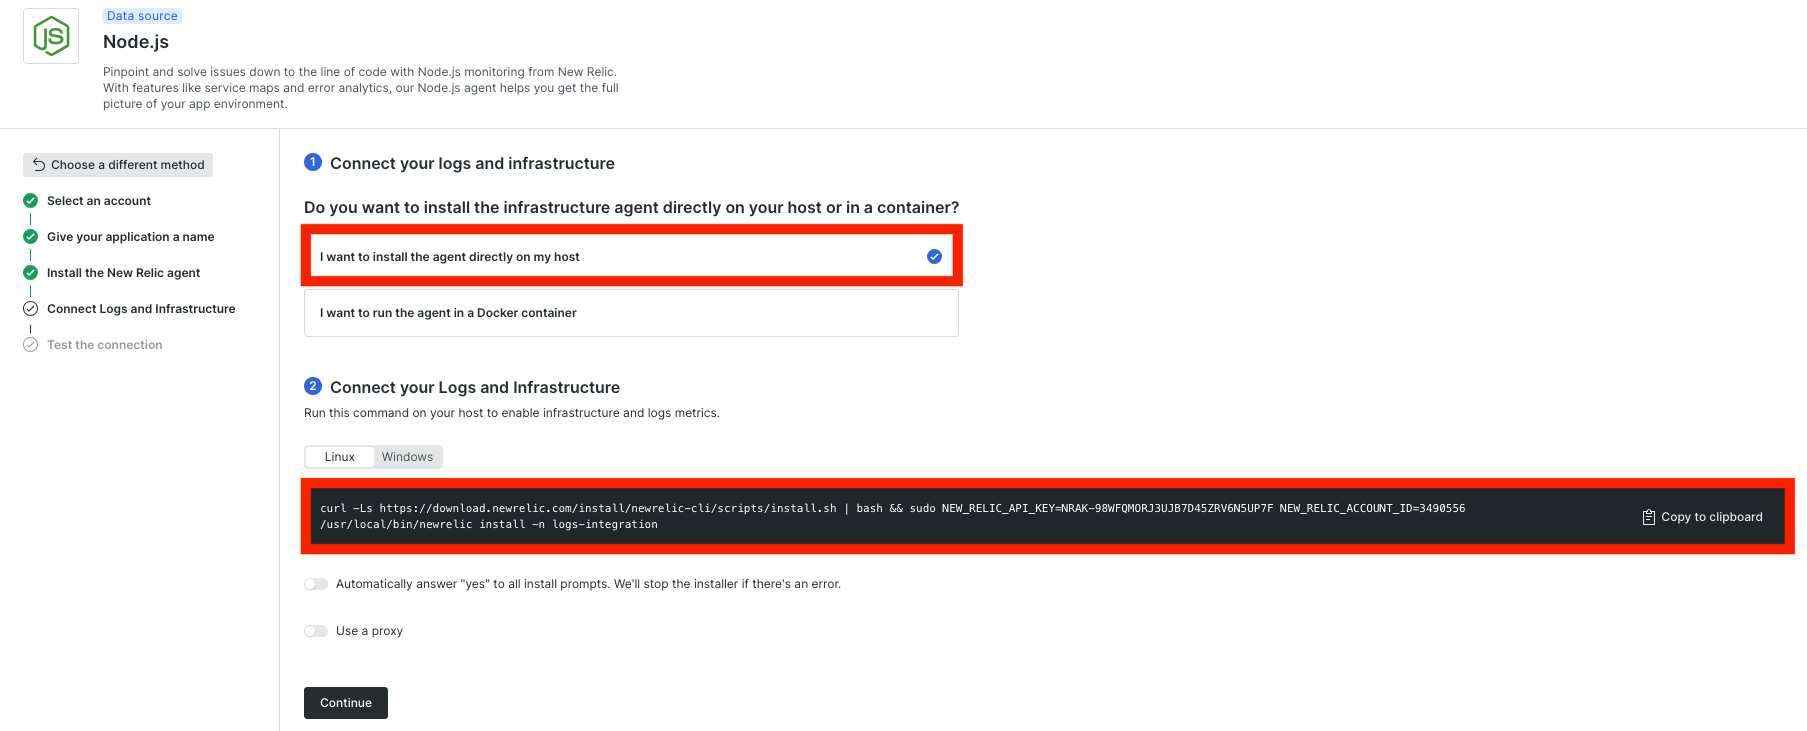 Data source
Node.js
Pinpoint and solve issues down to the line of code with Node.js monitoring from New Relic.
With features like service maps and error analytics, our Node.js agent helps you get the full
picture of your app environment.
Choose a different method
Select an account
Give your application a name
Install the New Relic agent
Connect Logs and Infrastructure
Test the connection
1 Connect your logs and infrastructure
Do you want to install the infrastructure agent directly on your host or in a container?
I want to install the agent directly on my host
I want to run the agent in a Docker container
2 Connect your Logs and Infrastructure
Run this command on your host to enable infrastructure and logs metrics.
Linux Windows
curl -Ls https://download.newrelic.com/install/newrelic-cli/scripts/install.sh | bash && sudo NEW_RELIC_API_KEY=NRAK-98WFQMORJ3UJB7D45ZRV6N5UP7F NEW_RELIC_ACCOUNT_ID=3490556
/usr/local/bin/newrelic install -n logs-integration
Copy to clipboard
Automatically answer "yes" to all install prompts. We'll stop the installer if there's an error.
Use a proxy
Continue